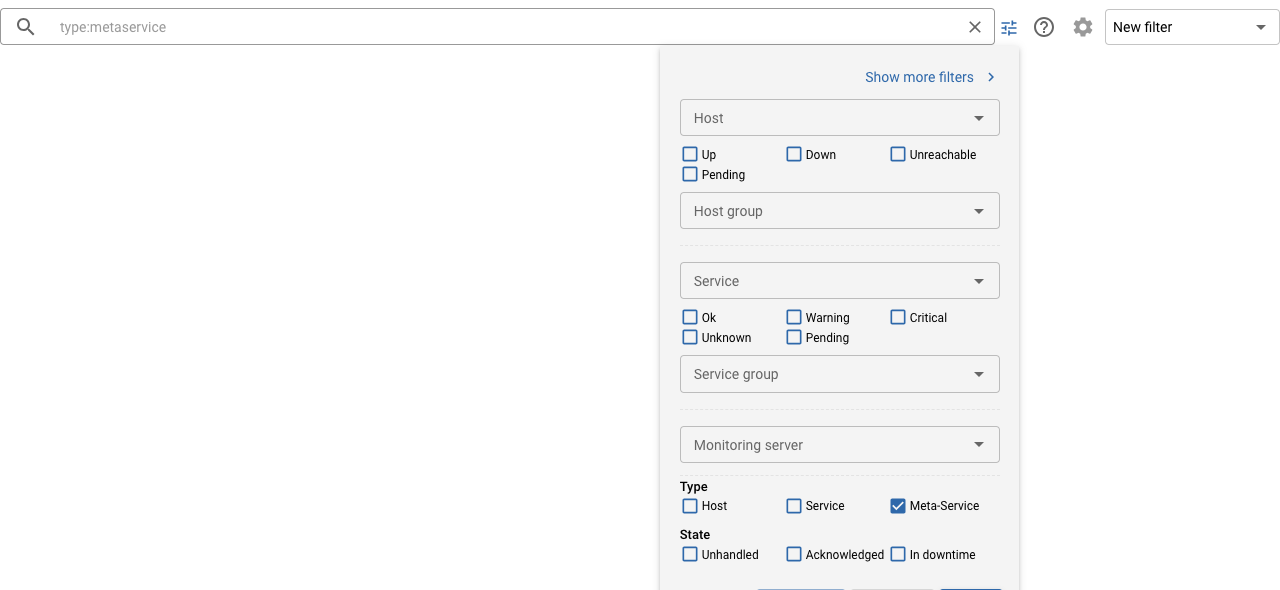 type:metaservice
New filter
Show more filters
Host
Up Down Unreachable
Pending
Host group
Service
Ok Warning Critical
Unknown Pending
Service group
Monitoring server
Type
Host Service Meta-Service
State
Unhandled Acknowledged In downtime